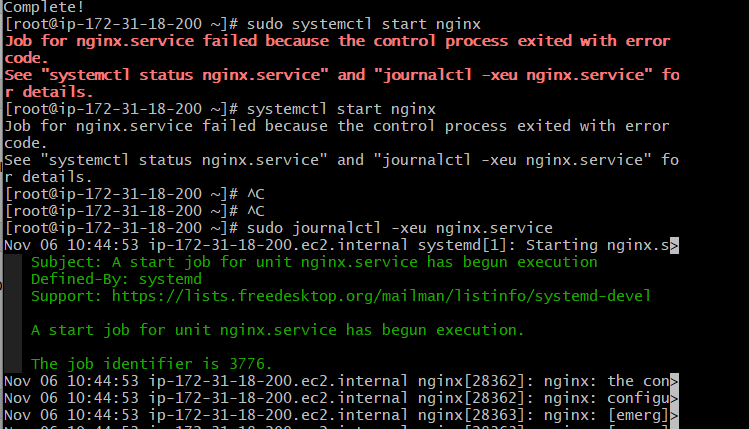 Complete!
[root@ip-172-31-18-200 ~]# sudo systemctl start nginx
Job for nginx.service failed because the control process exited with error
code.
See "systemctl status nginx.service" and "journalctl -xeu nginx.service" fo
r details.
[root@ip-172-31-18-200 ~]# systemctl start nginx
Job for nginx.service failed because the control process exited with error
code.
See "systemctl status nginx.service" and "journalctl -xeu nginx.service" fo
r details.
[root@ip-172-31-18-200 ~]# ^C
[root@ip-172-31-18-200 ~]# ^C
[root@ip-172-31-18-200 ~]# sudo journalctl -xeu nginx.service
Nov 06 10:44:53 ip-172-31-18-200.ec2.internal systemd[1]: Starting nginx.s>
Subject: A start job for unit nginx.service has begun execution
Defined-By: systemd
Support: https://lists.freedesktop.org/mailman/listinfo/systemd-devel
A start job for unit nginx.service has begun execution.
The job identifier is 3776.
Nov 06 10:44:53 ip-172-31-18-200.ec2.internal nginx[28362]: nginx: the con>
Nov 06 10:44:53 ip-172-31-18-200.ec2.internal nginx[28362]: nginx: configu>
Nov 06 10:44:53 ip-172-31-18-200.ec2.internal nginx[28363]: nginx: [emerg]>